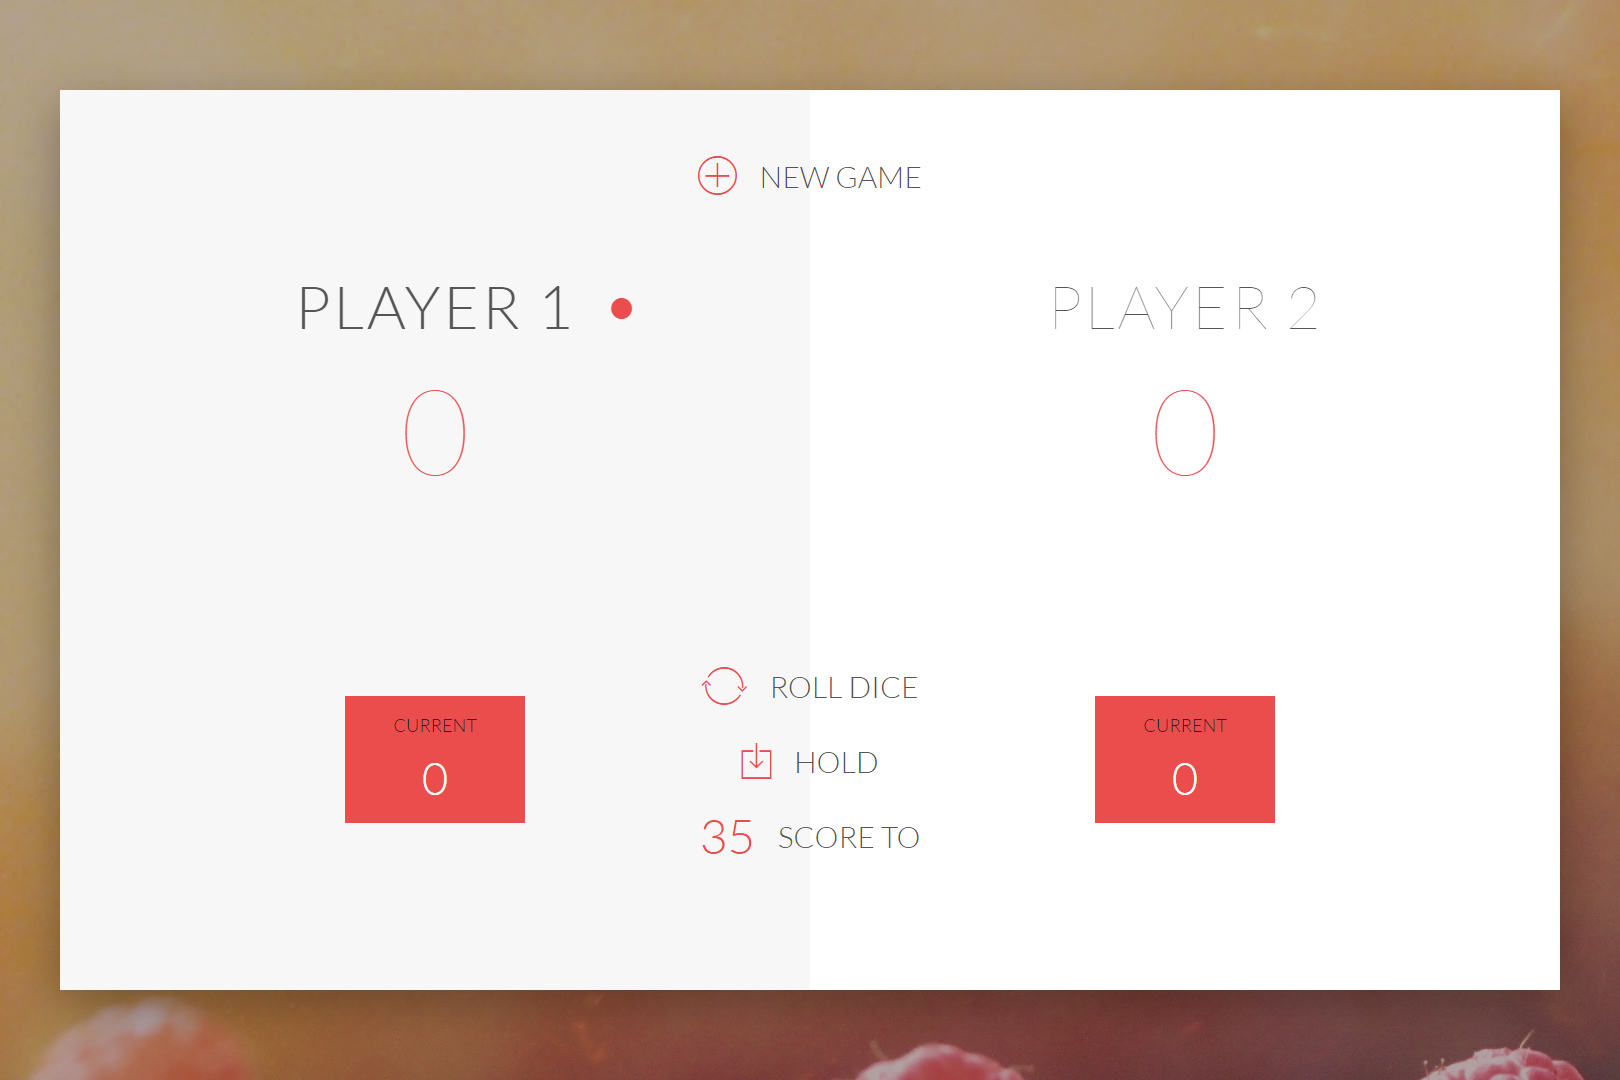 NEW GAME
PLAYER 1
0
PLAYER 2
0
ROLL DICE
CURRENT
0
HOLD
35 SCORE TO
CURRENT
0